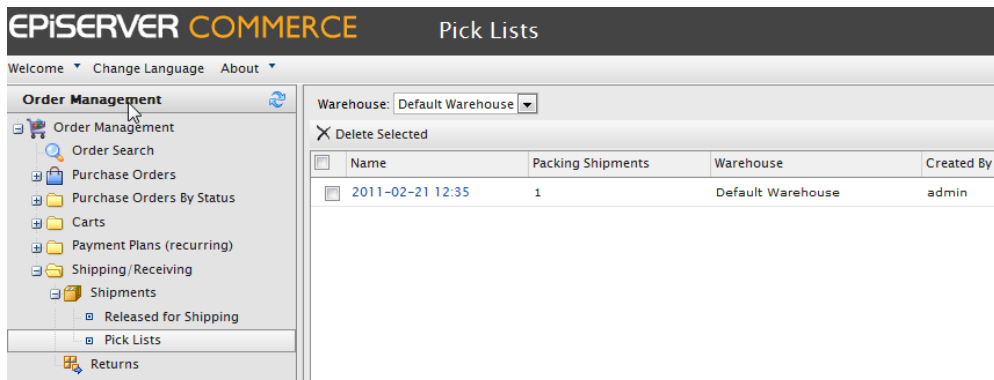 EPiSERVER COMMERCE Pick Lists
Welcome Change Language About
Order Management
Order Management
Order Search
Purchase Orders
Purchase Orders By Status
Carts
Payment Plans (recurring)
Shipping/Receiving
Shipments
Released for Shipping
Pick Lists
Returns
Warehouse: Default Warehouse
Delete Selected
Name Packing Shipments Warehouse Created By
2011-02-21 12:35 1 Default Warehouse admin